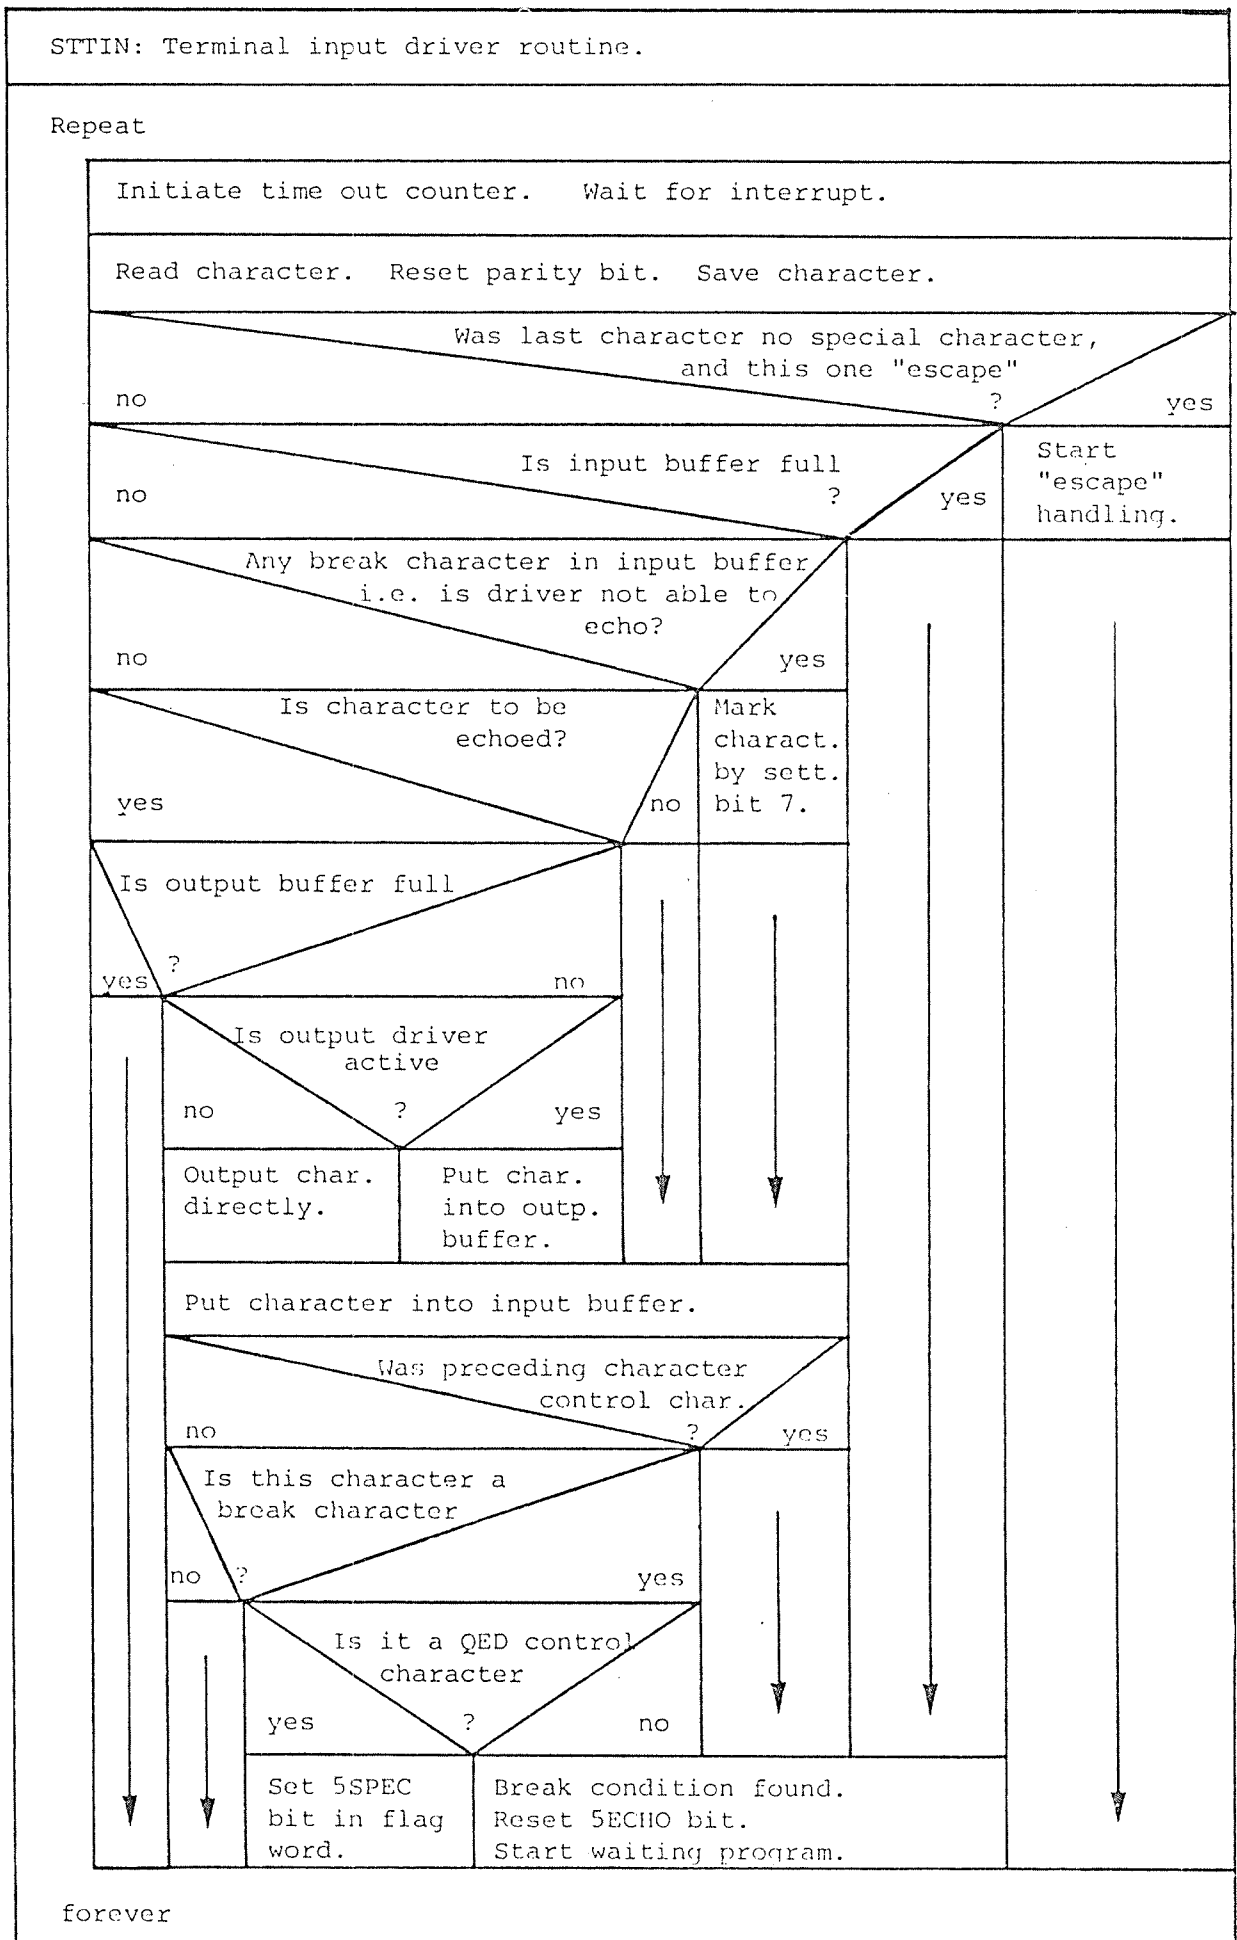 STTIN: Terminal input driver routine.
Repeat
Initiate time out counter. Wait for interrupt.
Read character. Reset parity bit. Save character.
Was last character no special character,
and this one "escape"
no ? yes
Is input buffer full
no ? yes
Start
"escape"
handling.
Any break character in input buffer
i.e. is driver not able to
echo?
no yes
Is character to be
echoed?
yes no
Mark
charact.
by sett.
bit 7.
Is output buffer full
?
yes no
Is output driver
active
no ? yes
Output char.
directly.
Put char.
into outp.
buffer.
Put character into input buffer.
Was preceding character
control char.
no ? yes
Is this character a
break character
no ? yes
Is it a QED control
character
yes ? no
Set 5SPEC
bit in flag
word.
Break condition found.
Reset 5ECHO bit.
Start waiting program.
forever